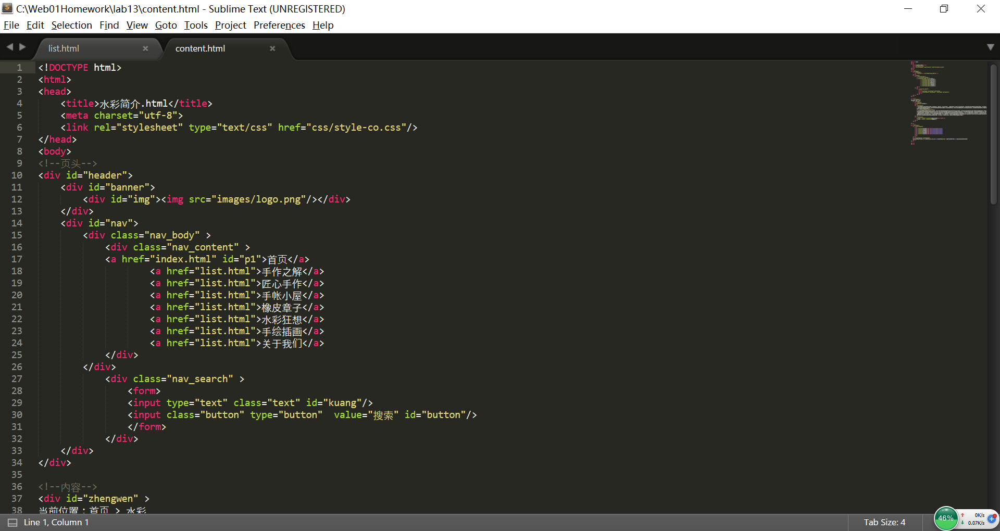 C:\Web01Homework\lab13\content.html - Sublime Text (UNREGISTERED)
File Edit Selection Find View Goto Tools Project Preferences Help
list.html × content.html ×
1 <!DOCTYPE html>
2 <html>
3 <head>
4 <title>水彩简介.html</title>
5 <meta charset="utf-8">
6 <link rel="stylesheet" type="text/css" href="css/style-co.css"/>
7 </head>
8 <body>
9 <!--页头-->
10 <div id="header">
11 <div id="banner">
12 <div id="img"><img src="images/logo.png"/></div>
13 </div>
14 <div id="nav">
15 <div class="nav_body" >
16 <div class="nav_content" >
17 <a href="index.html" id="p1">首页</a>
18 <a href="list.html">手作之解</a>
19 <a href="list.html">匠心手作</a>
20 <a href="list.html">手帐小屋</a>
21 <a href="list.html">橡皮章子</a>
22 <a href="list.html">水彩狂想</a>
23 <a href="list.html">手绘插画</a>
24 <a href="list.html">关于我们</a>
25 </div>
26 </div>
27 <div class="nav_search" >
28 <form>
29 <input type="text" class="text" id="kuang"/>
30 <input class="button" type="button"  value="搜索" id="button"/>
31 </form>
32 </div>
33 </div>
34 </div>
35
36 <!--内容-->
37 <div id="zhengwen" >
38 当前位置：首页 > 水彩
Line 1, Column 1 Tab Size: 4
46% 0K/s
0.07K/s